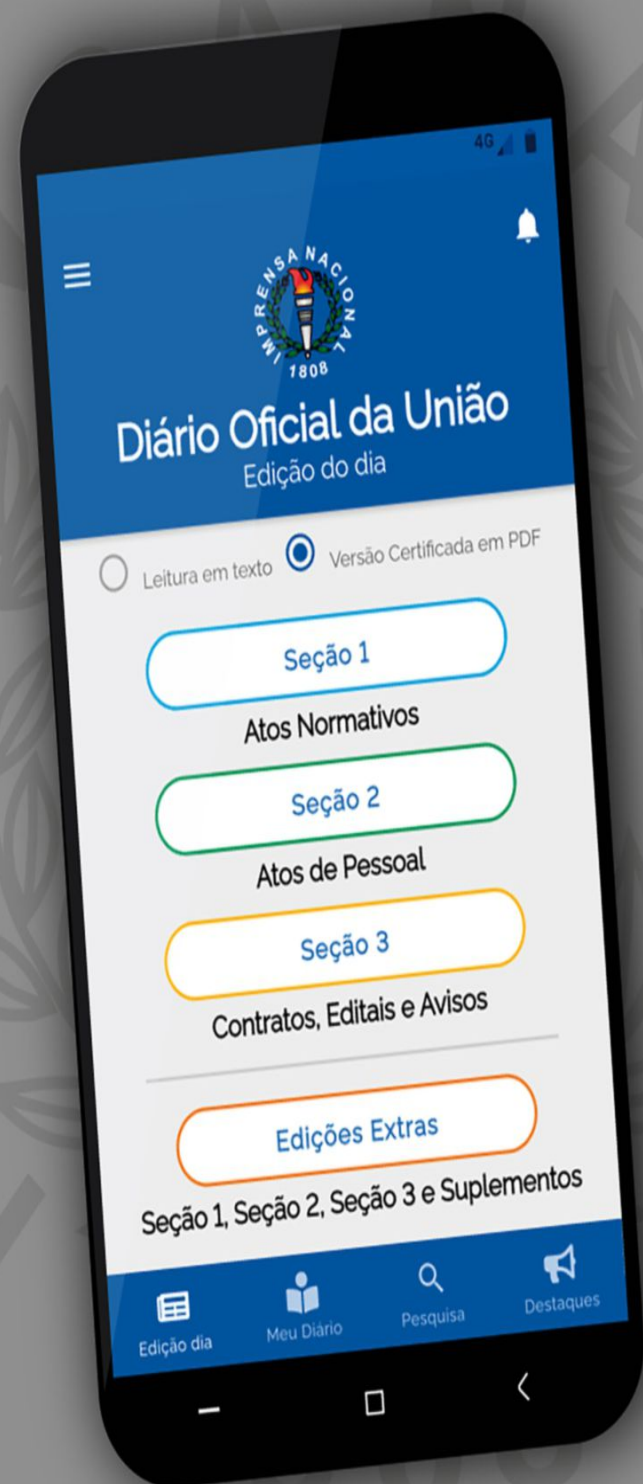 4G
IMPRENSA NACIONAL
1808
Diário Oficial da União
Edição do dia
Leitura em texto Versão Certificada em PDF
Seção 1
Atos Normativos
Seção 2
Atos de Pessoal
Seção 3
Contratos, Editais e Avisos
Edições Extras
Seção 1, Seção 2, Seção 3 e Suplementos
Edição dia Meu Diário Pesquisa Destaques